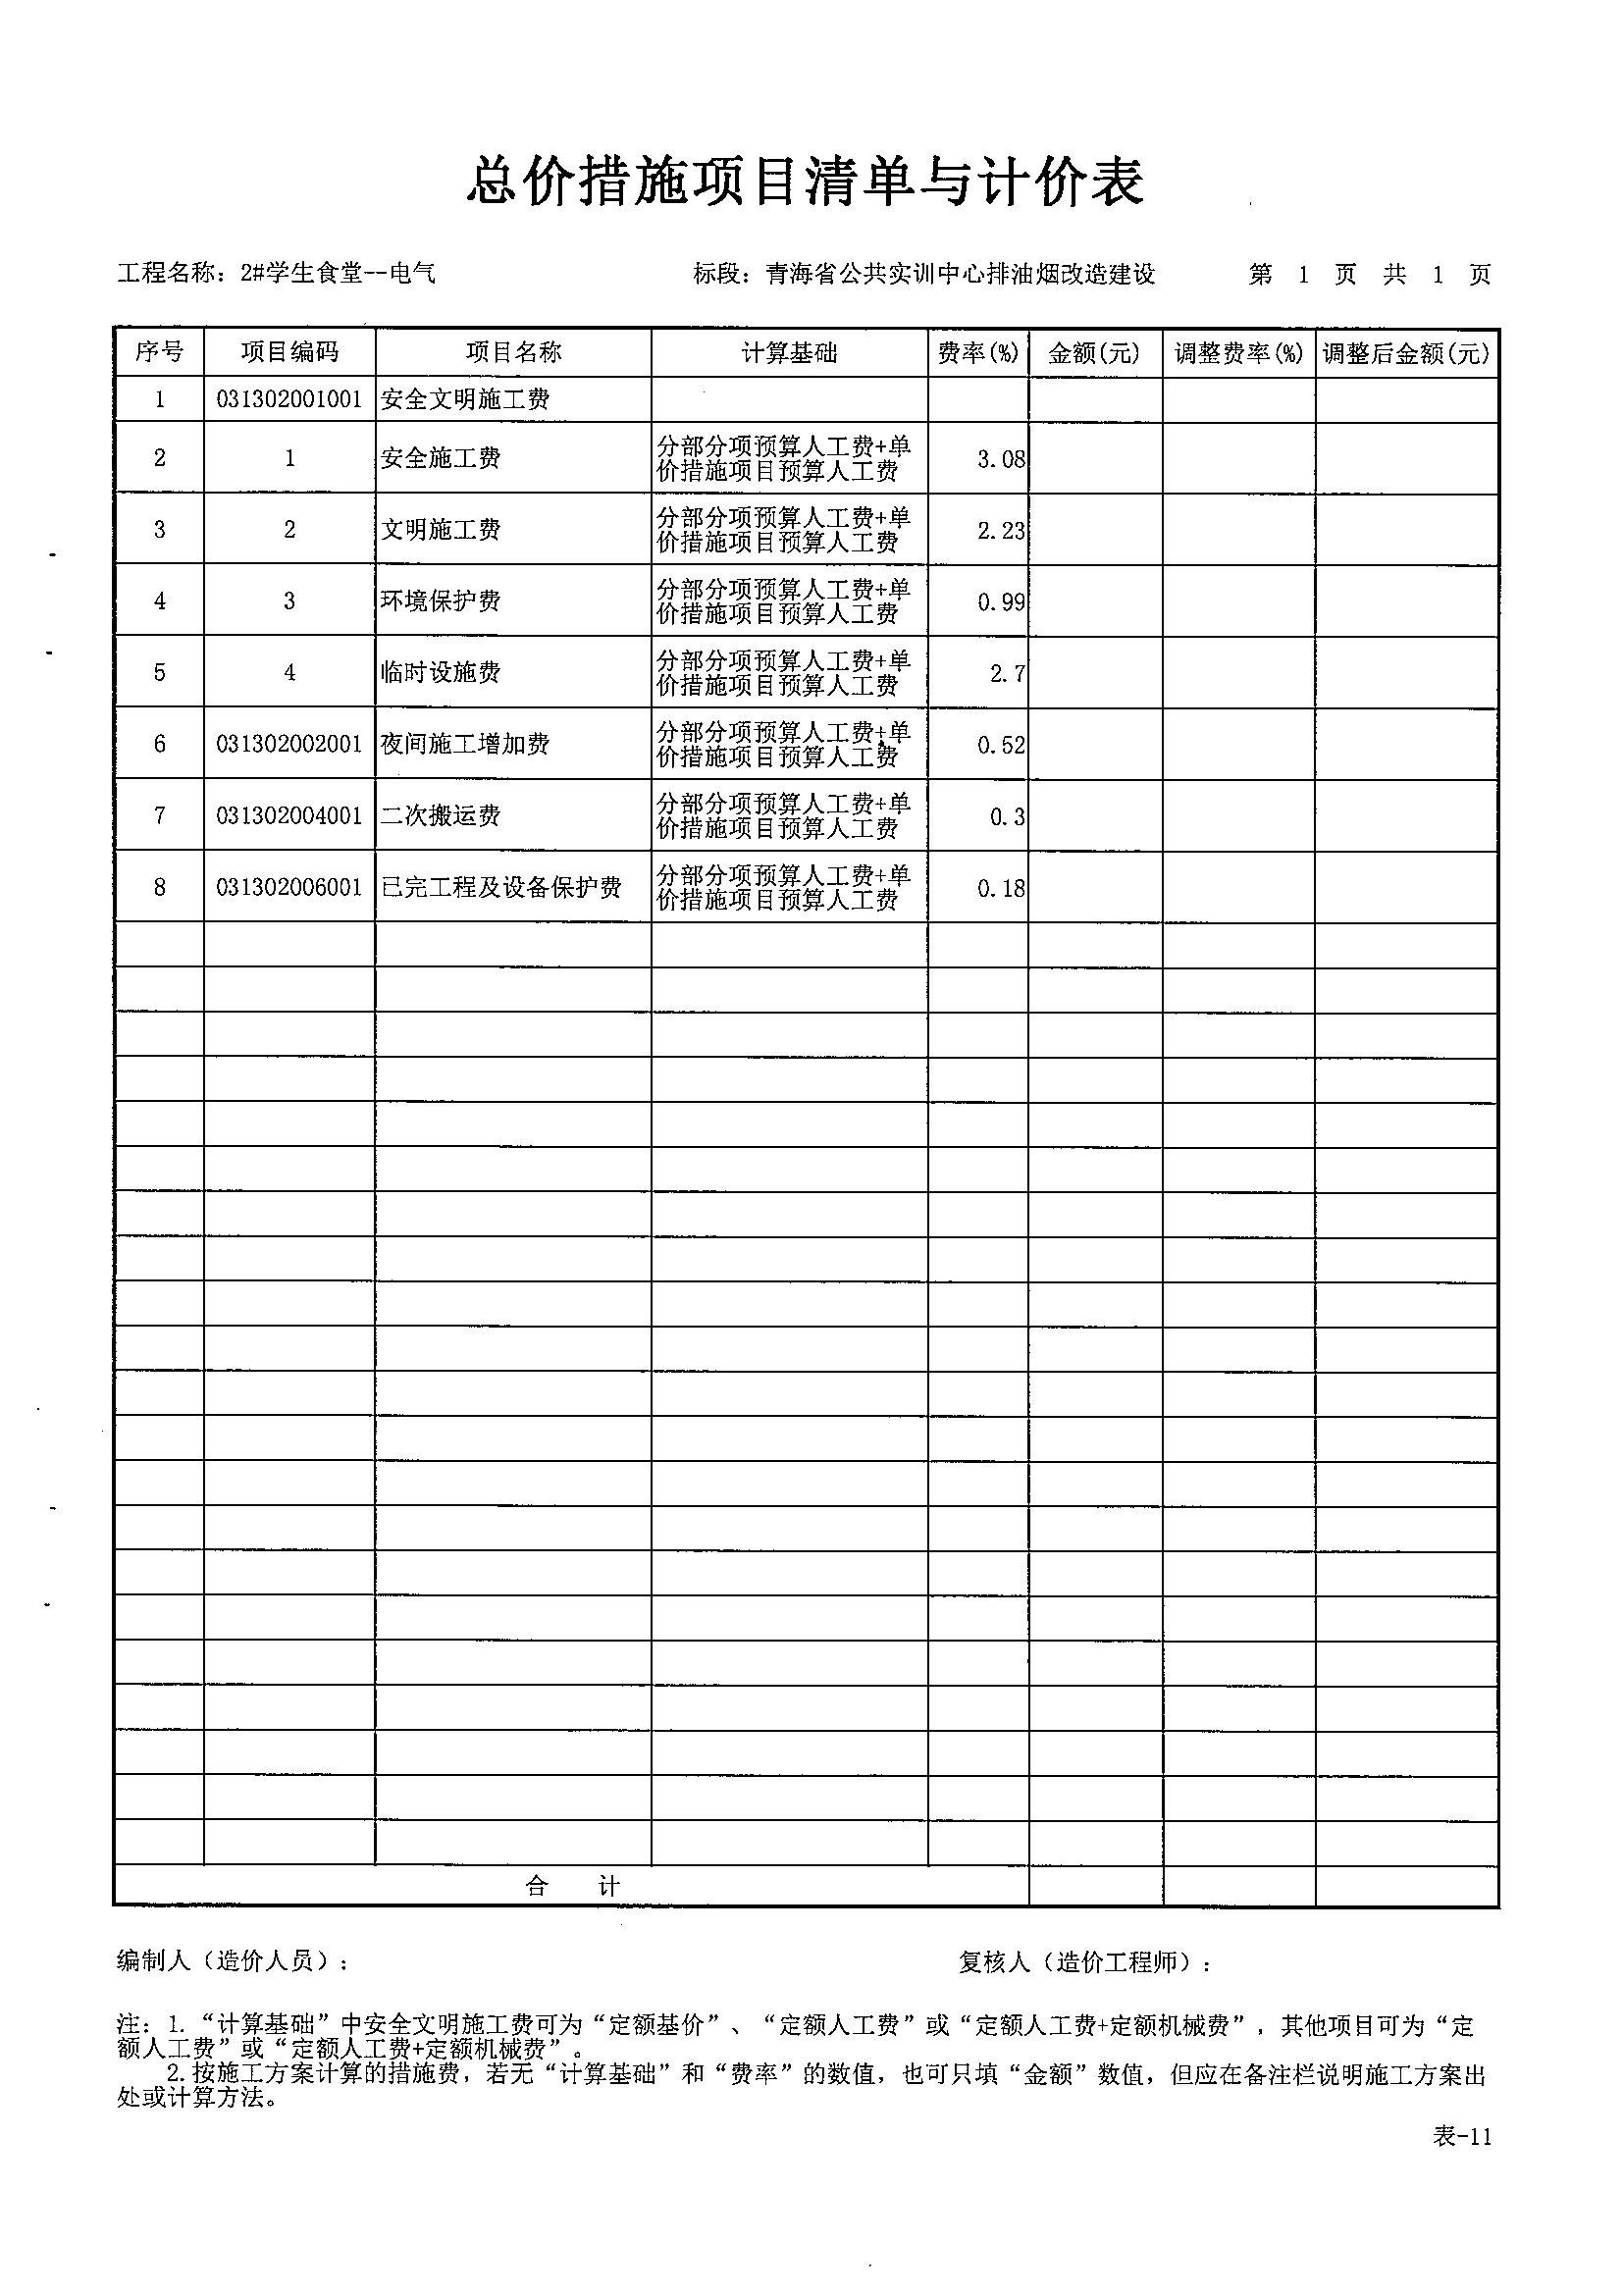 总价措施项目清单与计价表
工程名称：2#学生食堂--电气 标段：青海省公共实训中心排油烟改造建设 第 1 页 共 1 页
序号 项目编码 项目名称 计算基础 费率(%) 金额(元) 调整费率(%) 调整后金额(元)
1 031302001001 安全文明施工费
2 1 安全施工费 分部分项预算人工费+单
价措施项目预算人工费 3.08
3 2 文明施工费 分部分项预算人工费+单
价措施项目预算人工费 2.23
4 3 环境保护费 分部分项预算人工费+单
价措施项目预算人工费 0.99
5 4 临时设施费 分部分项预算人工费+单
价措施项目预算人工费 2.7
6 031302002001 夜间施工增加费 分部分项预算人工费+单
价措施项目预算人工费 0.52
7 031302004001 二次搬运费 分部分项预算人工费+单
价措施项目预算人工费 0.3
8 031302006001 已完工程及设备保护费 分部分项预算人工费+单
价措施项目预算人工费 0.18
合 计
编制人（造价人员）： 复核人（造价工程师）：
注：1.“计算基础”中安全文明施工费可为“定额基价”、“定额人工费”或“定额人工费+定额机械费”，其他项目可为“定
额人工费”或“定额人工费+定额机械费”。
2.按施工方案计算的措施费，若无“计算基础”和“费率”的数值，也可只填“金额”数值，但应在备注栏说明施工方案出
处或计算方法。
表-11